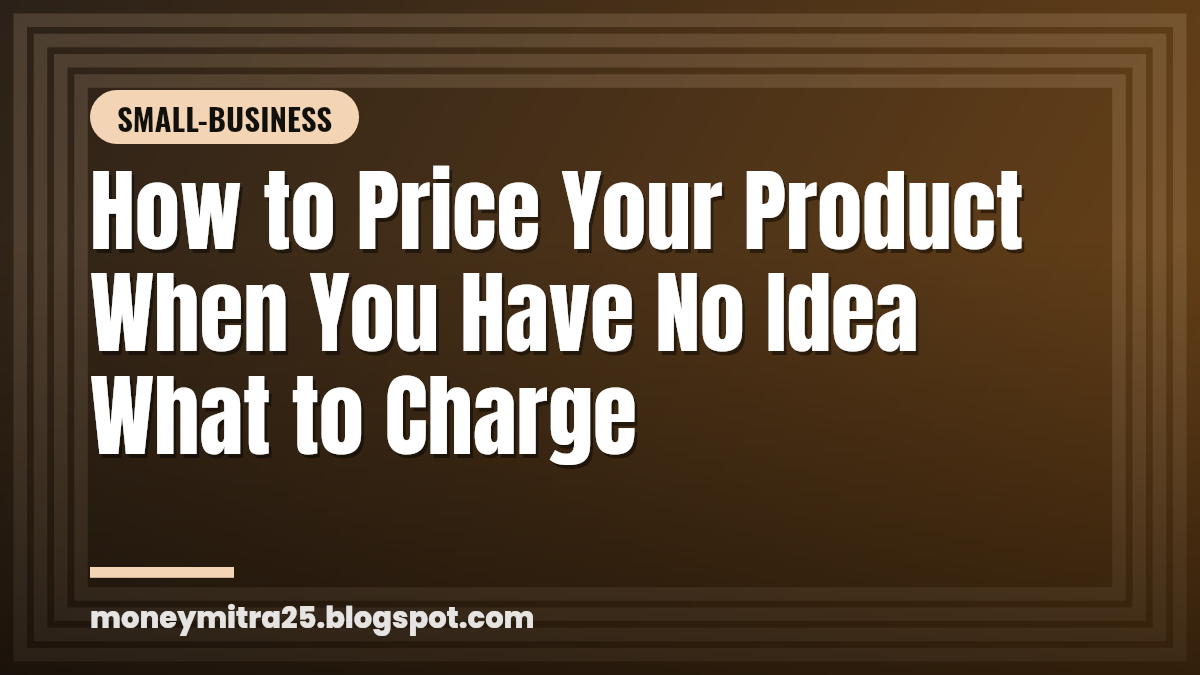 SMALL-BUSINESS
How to Price Your Product
When You Have No Idea
What to Charge
moneymitra25.blogspot.com